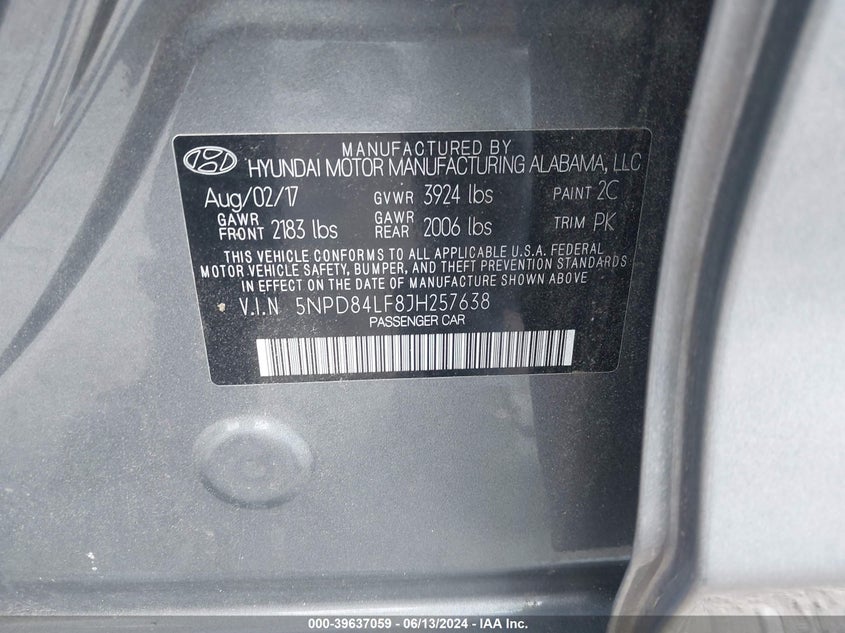 MANUFACTURED BY
HYUNDAI MOTOR MANUFACTURING ALABAMA, LLC
Aug/02/17 GVWR 3924 lbs PAINT 2C
GAWR FRONT 2183 lbs GAWR REAR 2006 lbs TRIM PK
THIS VEHICLE CONFORMS TO ALL APPLICABLE U.S.A. FEDERAL
MOTOR VEHICLE SAFETY, BUMPER, AND THEFT PREVENTION STANDARDS
IN EFFECT ON THE DATE OF MANUFACTURE SHOWN ABOVE
V.I.N 5NPD84LF8JH257638
PASSENGER CAR
000-39637059 - 06/13/2024 - IAA Inc.